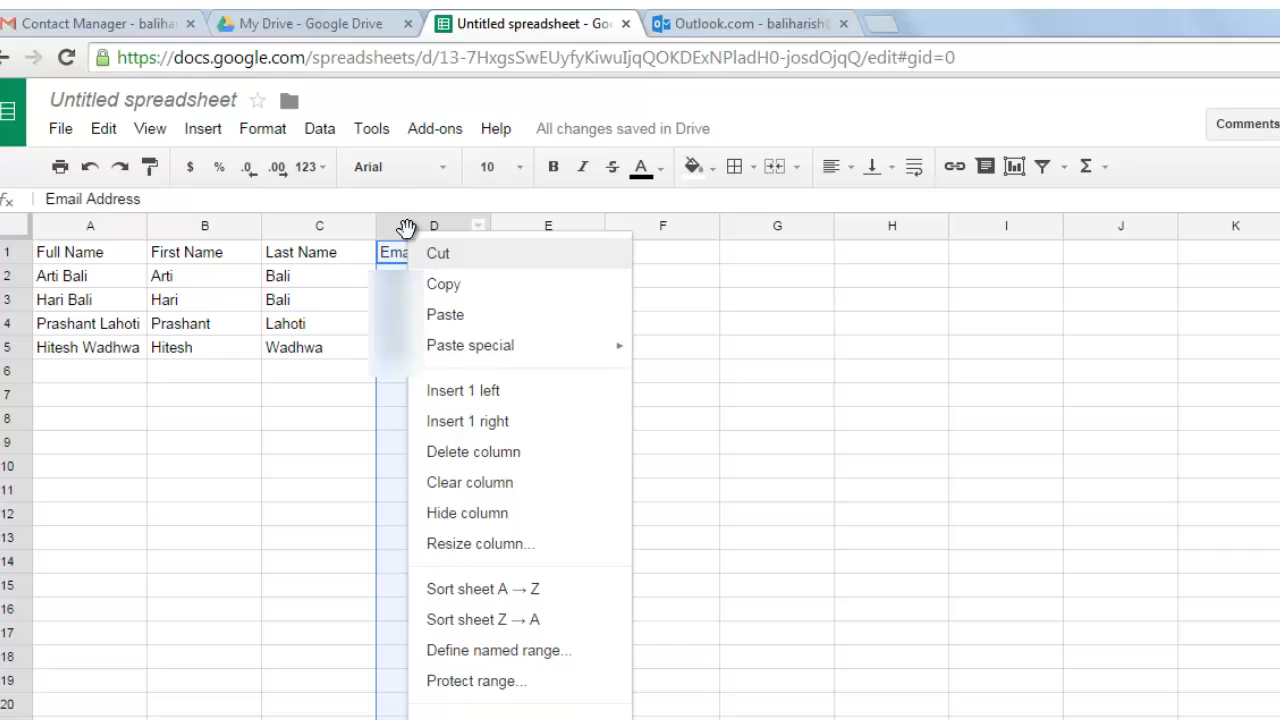 Contact Manager - baliha
My Drive - Google Drive
Untitled spreadsheet - Go
Outlook.com - baliharish@
https://docs.google.com/spreadsheets/d/13-7HxgsSwEUyfyKiwuIjqQOKDExNPladH0-josdOjqQ/edit#gid=0
Untitled spreadsheet
File Edit View Insert Format Data Tools Add-ons Help All changes saved in Drive
Comments
$ % .0 .00 123 Arial 10 B I S A Σ
fx Email Address
A B C D E F G H I J K
1 Full Name First Name Last Name Ema
2 Arti Bali Arti Bali
3 Hari Bali Hari Bali
4 Prashant Lahoti Prashant Lahoti
5 Hitesh Wadhwa Hitesh Wadhwa
6
7
8
9
10
11
12
13
14
15
16
17
18
19
20
Cut
Copy
Paste
Paste special
Insert 1 left
Insert 1 right
Delete column
Clear column
Hide column
Resize column...
Sort sheet A → Z
Sort sheet Z → A
Define named range...
Protect range...